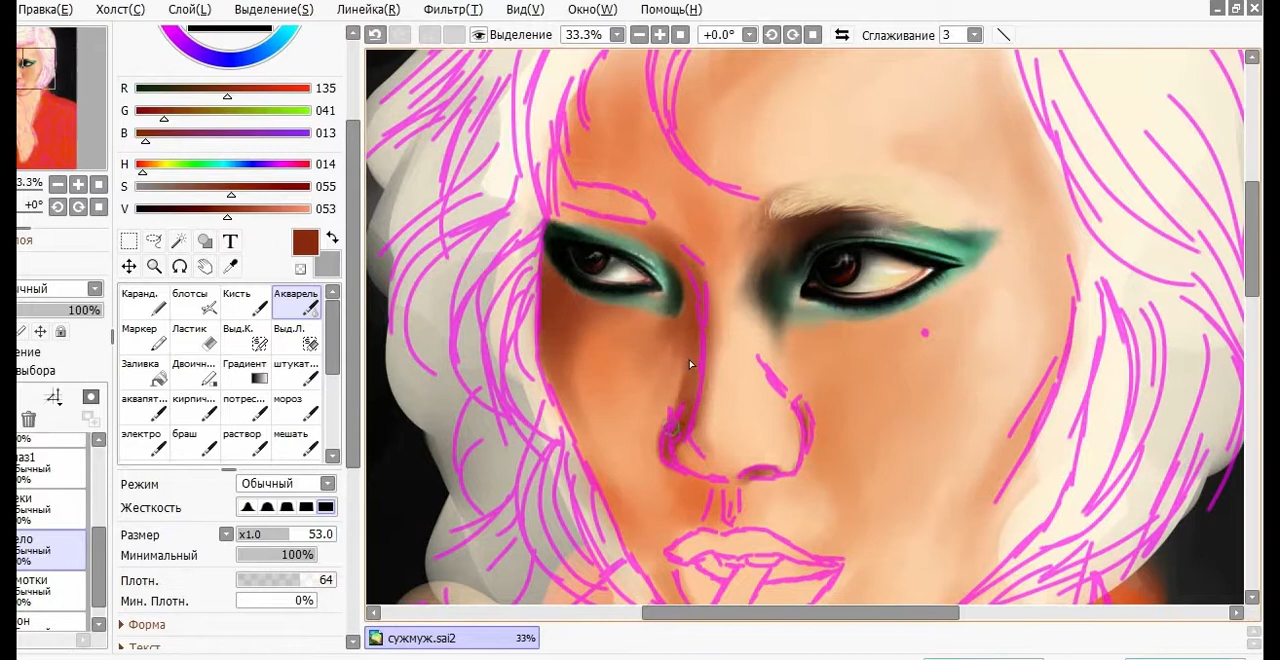 Правка(E) Холст(C) Слой(L) Выделение(S) Линейка(R) Фильтр(T) Вид(V) Окно(W) Помощь(H)
Выделение 33.3% +0.0° Сглаживание 3
R 135
G 041
B 013
H 014
S 055
V 053
3.3%
+0°
Каранд. блотсы Кисть Акварель
Маркер Ластик Выд.К. Выд.Л.
Заливка Двоичн... Градиент штукат...
аквапят... кирпич... потрес... мороз
электро браш раствор мешать
100%
Режим Обычный
Жесткость
Размер x1.0 53.0
Минимальный 100%
Плотн. 64
Мин. Плотн. 0%
Форма
Текст
сужмуж.sai2 33%